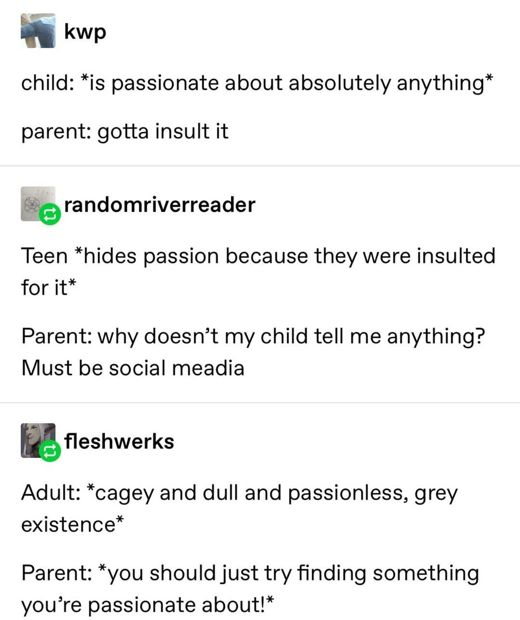 kwp
child: *is passionate about absolutely anything*
parent: gotta insult it
randomriverreader
Teen *hides passion because they were insulted
for it*
Parent: why doesn’t my child tell me anything?
Must be social meadia
fleshwerks
Adult: *cagey and dull and passionless, grey
existence*
Parent: *you should just try finding something
you’re passionate about!*